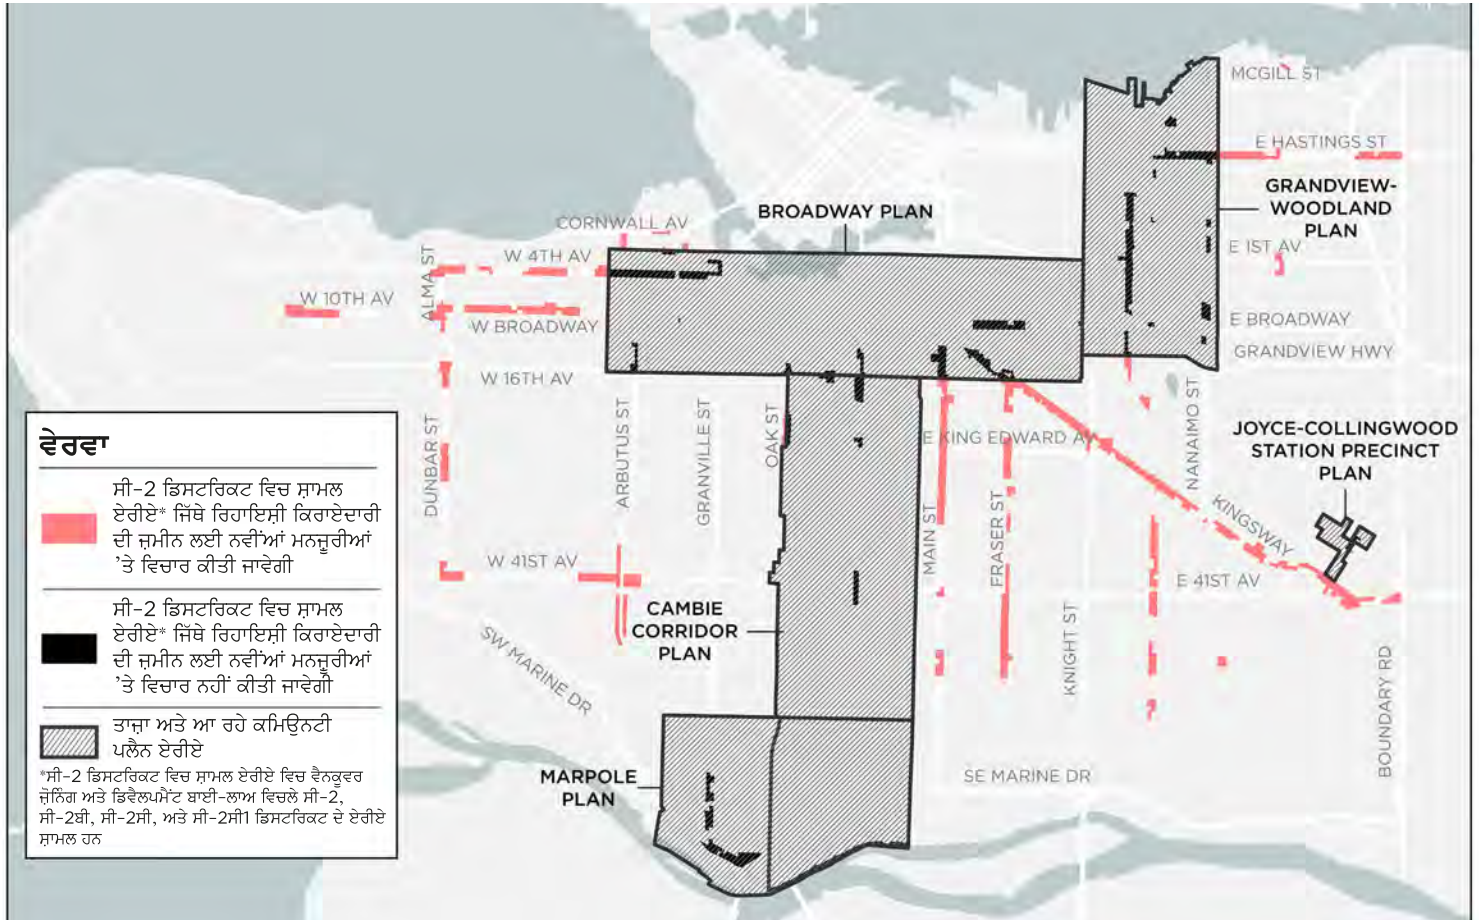 MCGILL ST
E HASTINGS ST
GRANDVIEW-
WOODLAND
PLAN
BROADWAY PLAN
CORNWALL AV
ALMA ST
W 4TH AV
E 1ST AV
W 10TH AV
W BROADWAY
E BROADWAY
GRANDVIEW HWY
W 16TH AV
NANAIMO ST
DUNBAR ST
ARBUTUS ST
GRANVILLE ST
OAK ST
E KING EDWARD AV
JOYCE-COLLINGWOOD
STATION PRECINCT
PLAN
KINGSWAY
MAIN ST
FRASER ST
W 41ST AV
E 41ST AV
CAMBIE
CORRIDOR
PLAN
KNIGHT ST
SW MARINE DR
BOUNDARY RD
MARPOLE
PLAN
SE MARINE DR
ਵੇਰਵਾ
ਸੀ-2 ਡਿਸਟਰਿਕਟ ਵਿਚ ਸ਼ਾਮਲ
ਏਰੀਏ* ਜਿੱਥੇ ਰਿਹਾਇਸ਼ੀ ਕਿਰਾਏਦਾਰੀ
ਦੀ ਜ਼ਮੀਨ ਲਈ ਨਵੀਂਆਂ ਮਨਜ਼ੂਰੀਆਂ
'ਤੇ ਵਿਚਾਰ ਕੀਤੀ ਜਾਵੇਗੀ
ਸੀ-2 ਡਿਸਟਰਿਕਟ ਵਿਚ ਸ਼ਾਮਲ
ਏਰੀਏ* ਜਿੱਥੇ ਰਿਹਾਇਸ਼ੀ ਕਿਰਾਏਦਾਰੀ
ਦੀ ਜ਼ਮੀਨ ਲਈ ਨਵੀਂਆਂ ਮਨਜ਼ੂਰੀਆਂ
'ਤੇ ਵਿਚਾਰ ਨਹੀਂ ਕੀਤੀ ਜਾਵੇਗੀ
ਤਾਜ਼ਾ ਅਤੇ ਆ ਰਹੇ ਕਮਿਉਨਟੀ
ਪਲੈਨ ਏਰੀਏ
*ਸੀ-2 ਡਿਸਟਰਿਕਟ ਵਿਚ ਸ਼ਾਮਲ ਏਰੀਏ ਵਿਚ ਵੈਨਕੂਵਰ
ਜ਼ੋਨਿੰਗ ਅਤੇ ਡਿਵੈਲਪਮੈਂਟ ਬਾਈ-ਲਾਅ ਵਿਚਲੇ ਸੀ-2,
ਸੀ-2ਬੀ, ਸੀ-2ਸੀ, ਅਤੇ ਸੀ-2ਸੀ1 ਡਿਸਟਰਿਕਟ ਦੇ ਏਰੀਏ
ਸ਼ਾਮਲ ਹਨ